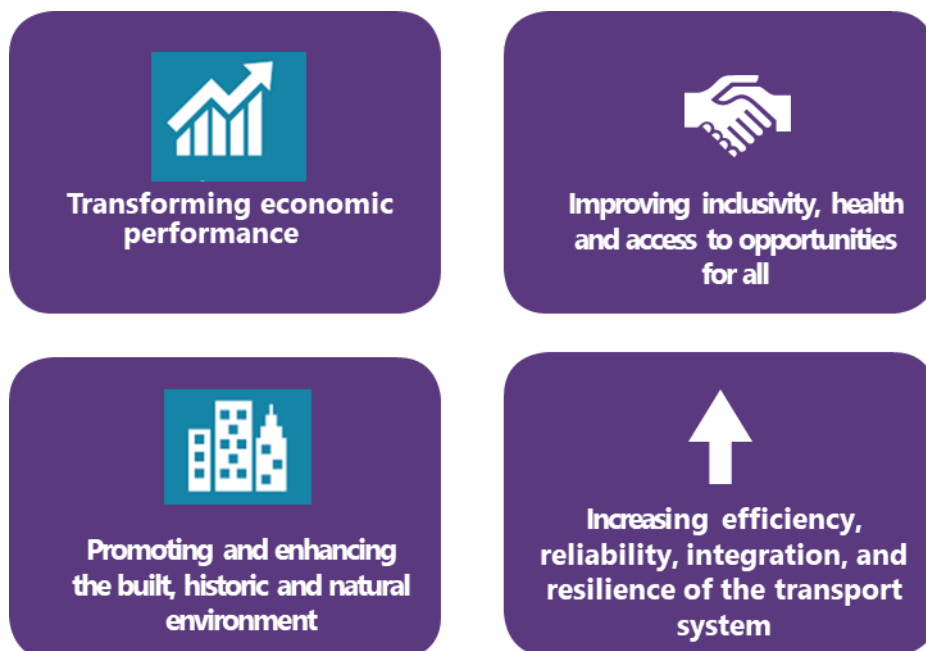 Transforming economic
performance
Improving inclusivity, health
and access to opportunities
for all
Promoting and enhancing
the built, historic and natural
environment
Increasing efficiency,
reliability, integration, and
resilience of the transport
system